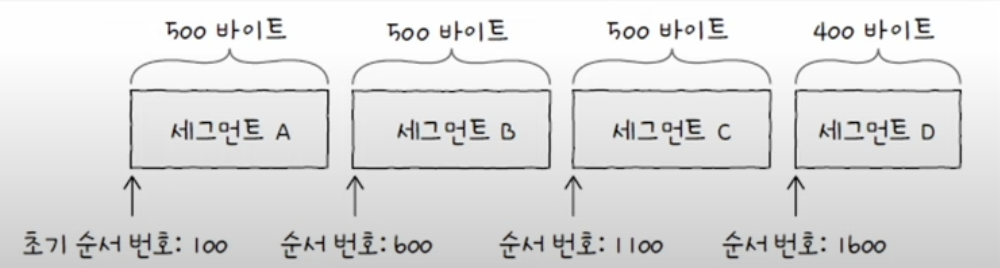 500 바이트 500 바이트 500 바이트 400 바이트
세그먼트 A 세그먼트 B 세그먼트 C 세그먼트 D
초기 순서 번호: 100 순서 번호: 600 순서 번호: 1100 순서 번호: 1600